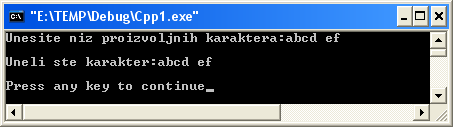 "E:\TEMP\Debug\Cpp1.exe"
Unesite niz proizvoljnih karaktera:abcd ef
Uneli ste karakter:abcd ef
Press any key to continue_